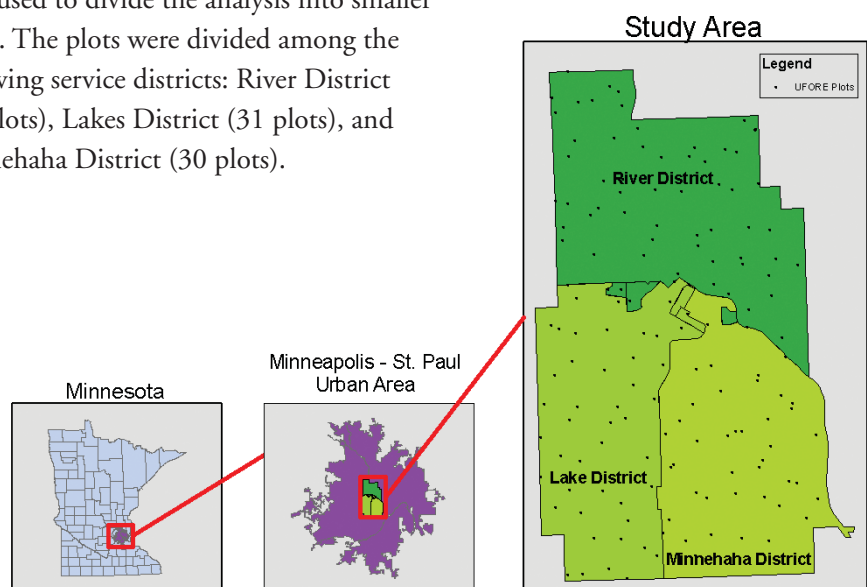 used to divide the analysis into smaller
. The plots were divided among the
wing service districts: River District
lots), Lakes District (31 plots), and
nehaha District (30 plots).
Study Area
Legend
UFORE Plots
River District
Lake District
Minnehaha District
Minneapolis - St. Paul
Urban Area
Minnesota